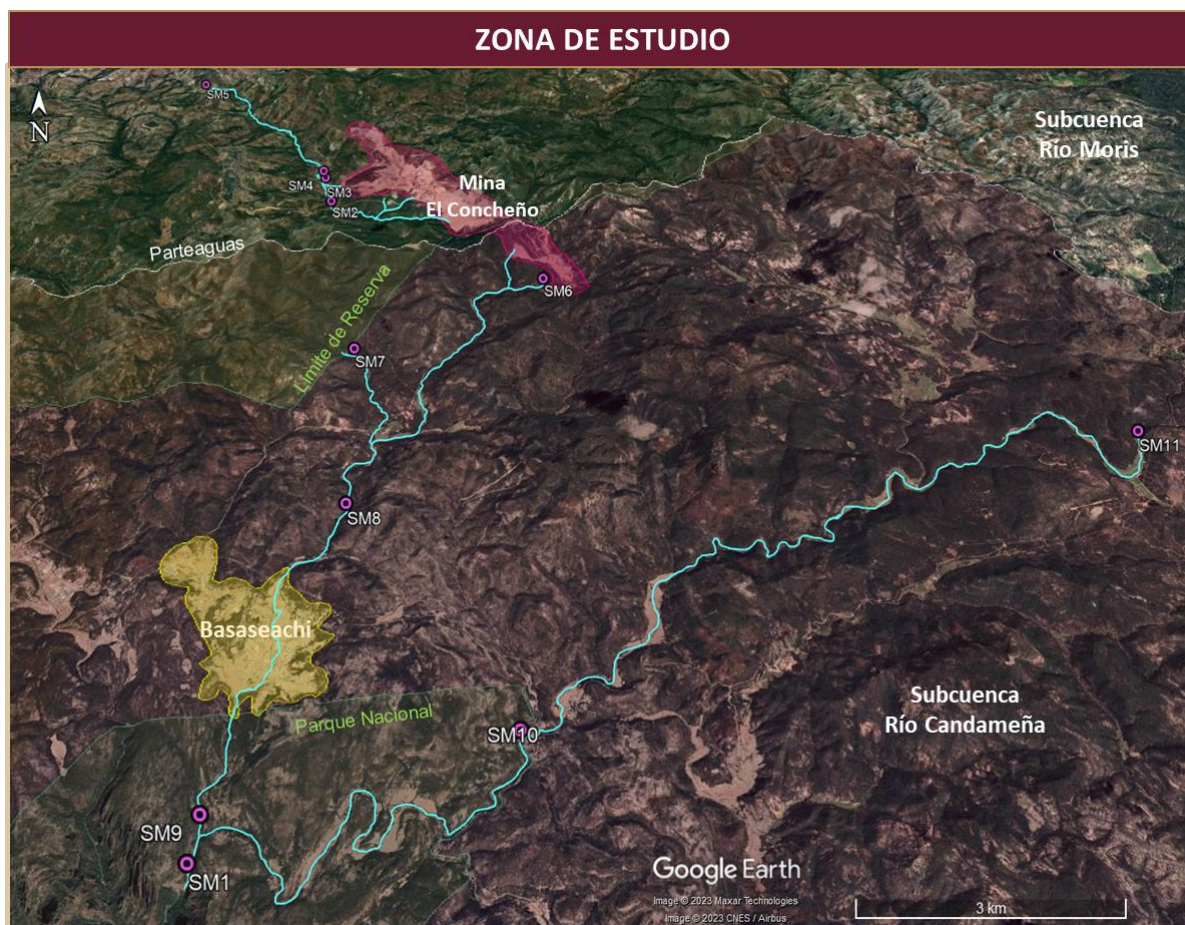 ZONA DE ESTUDIO
N
SM5
Subcuenca
Río Moris
SM4
SM3
SM2
Mina
El Concheño
Parteaguas
SM6
Limite de Reserva
SM7
SM11
SM8
Basaseachi
Parque Nacional
Subcuenca
Río Candameña
SM10
SM9
SM1
Google Earth
Image © 2023 Maxar Technologies
Image © 2023 CNES / Airbus
3 km